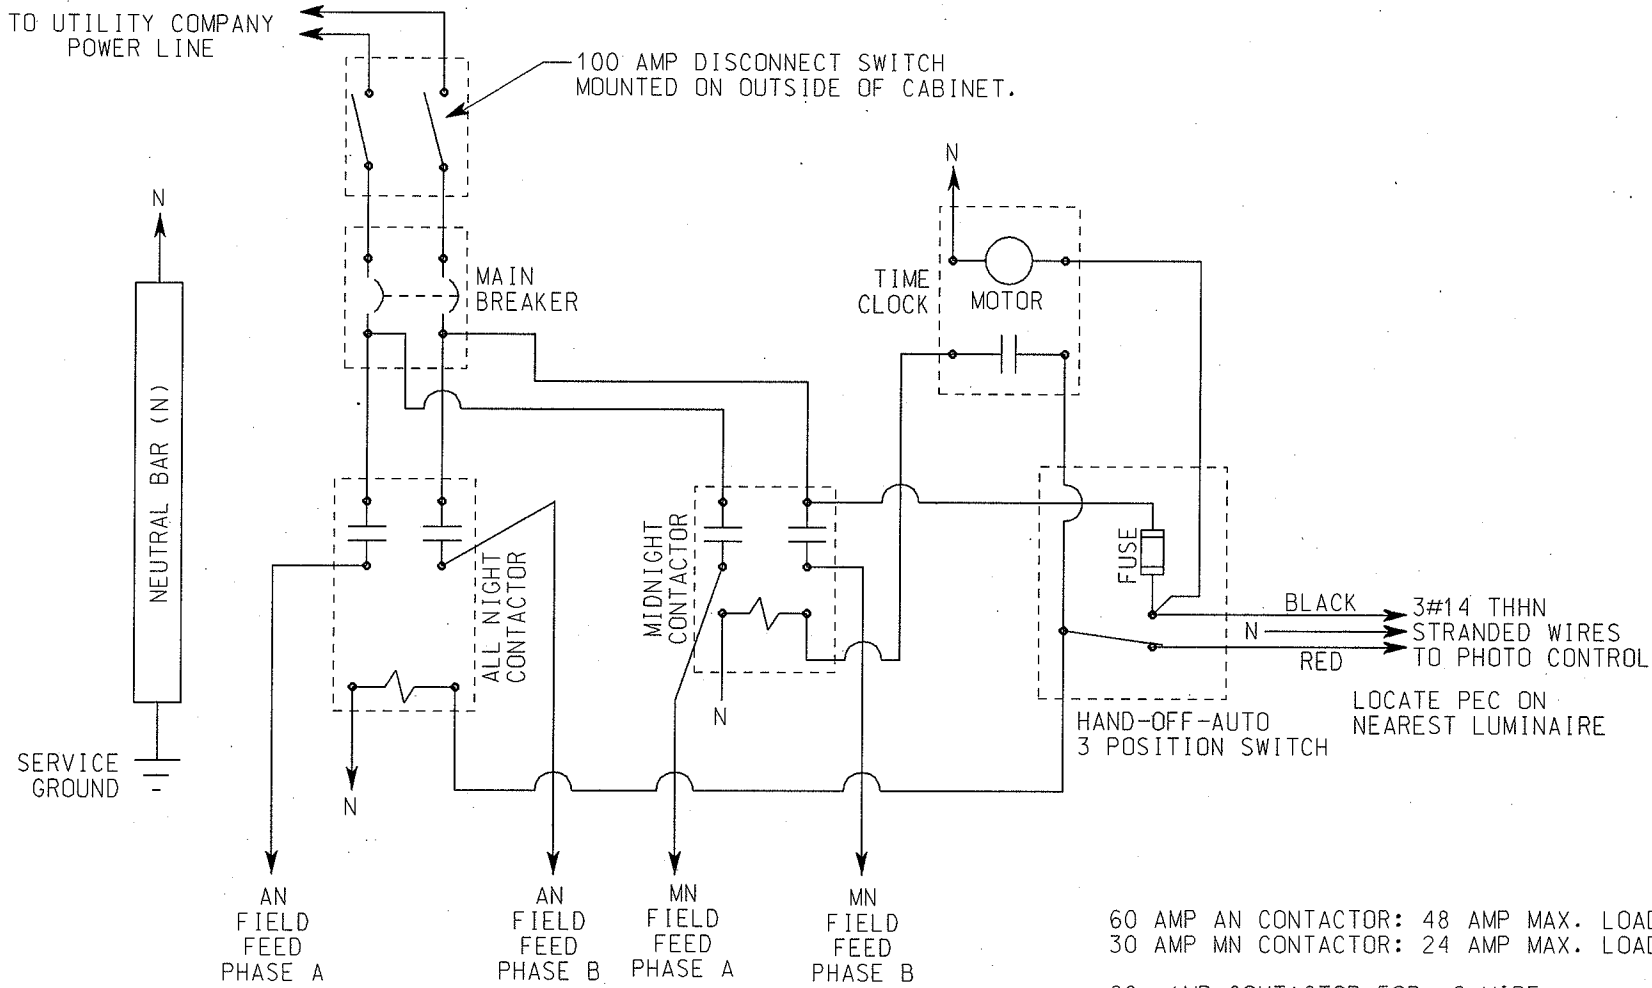 TO UTILITY COMPANY
POWER LINE
100 AMP DISCONNECT SWITCH
MOUNTED ON OUTSIDE OF CABINET.
N
N
MAIN
BREAKER
TIME
CLOCK
MOTOR
NEUTRAL BAR (N)
ALL NIGHT
CONTACTOR
MIDNIGHT
CONTACTOR
FUSE
BLACK
N
RED
3#14 THHN
STRANDED WIRES
TO PHOTO CONTROL
LOCATE PEC ON
NEAREST LUMINAIRE
HAND-OFF-AUTO
3 POSITION SWITCH
N
N
SERVICE
GROUND
AN
FIELD
FEED
PHASE A
AN
FIELD
FEED
PHASE B
MN
FIELD
FEED
PHASE A
MN
FIELD
FEED
PHASE B
60 AMP AN CONTACTOR: 48 AMP MAX. LOAD
30 AMP MN CONTACTOR: 24 AMP MAX. LOAD